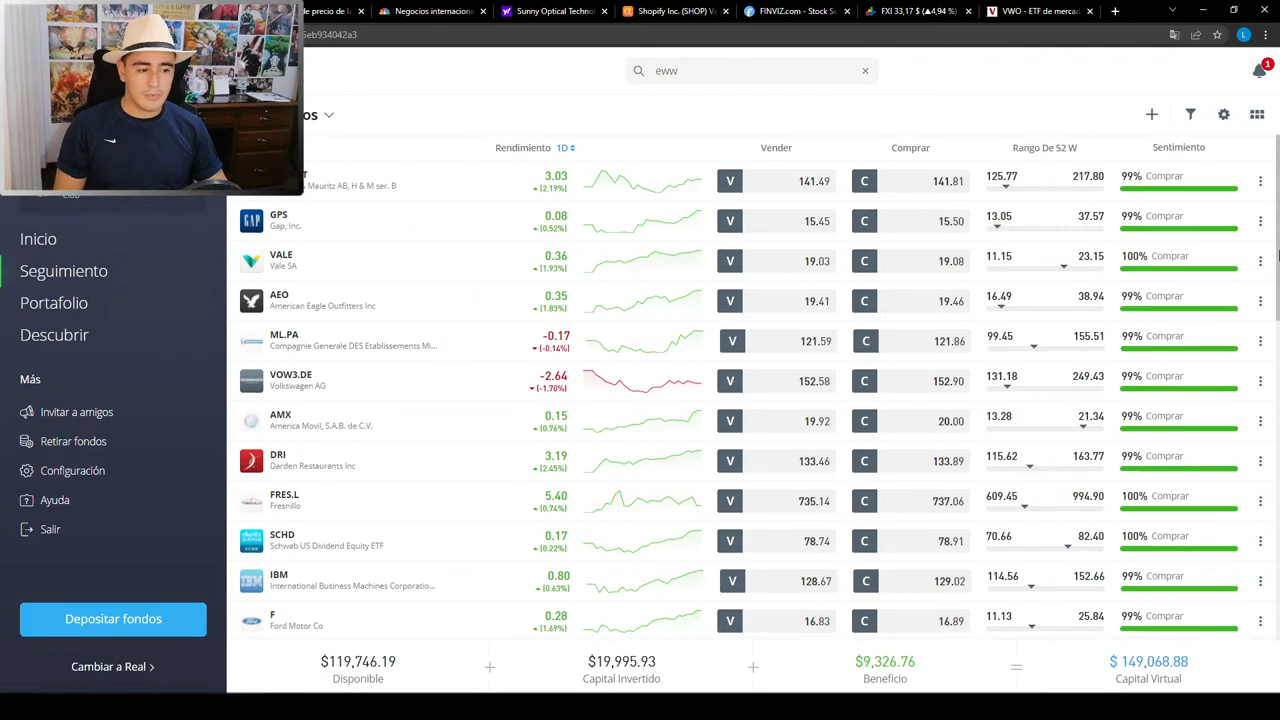 e precio de l
Negocios internacional
Sunny Optical Techno
Shopify Inc. (SHOP) V
FINVIZ.com
FXI 33,17
VWO - ETF de mercad
5eb934042a3
L
eww
1
os
Rendimiento 1D
Vender
Comprar
Rango De 52 W
Sentimiento
Mauritz AB, H & M ser. B
3.03
(2.19%)
V 141.49
C 141.81
125.77 217.80
99% Comprar
GAP
GPS
Gap, Inc.
0.08
(0.52%)
V 15.45
C 15.50
13.05 37.57
99% Comprar
VALE
Vale SA
0.36
(1.93%)
V 19.03
C 19.08
11.15 23.15
100% Comprar
AEO
American Eagle Outfitters Inc
0.35
(1.83%)
V 19.41
C 19.46
16.49 38.94
99% Comprar
ML.PA
Compagnie Generale DES Etablissements Mi...
-0.17
(-0.14%)
V 121.59
C 121.86
99.45 155.51
99% Comprar
VOW3.DE
Volkswagen AG
-2.64
(-1.70%)
V 152.58
C 152.90
131.18 249.43
99% Comprar
AMX
America Movil, S.A.B. de C.V.
0.15
(0.76%)
V 19.92
C 20.00
13.28 21.34
99% Comprar
DRI
Darden Restaurants Inc
3.19
(2.45%)
V 133.46
C 133.89
115.62 163.77
99% Comprar
FRES.L
Fresnillo
5.40
(0.74%)
V 735.14
C 737.06
609.45 994.90
100% Comprar
SCHD
Schwab US Dividend Equity ETF
0.17
(0.22%)
V 78.74
C 78.91
70.66 82.40
100% Comprar
IBM
IBM
International Business Machines Corporatio...
0.80
(0.63%)
V 128.67
C 129.02
114.56 152.66
99% Comprar
F
Ford Motor Co
0.28
(1.69%)
V 16.83
C 16.89
11.13 25.84
99% Comprar
Club
Inicio
Seguimiento
Portafolio
Descubrir
Más
Invitar a amigos
Retirar fondos
Configuración
Ayuda
Salir
Depositar fondos
Cambiar a Real >
$119,746.19
Disponible
+
$19,995.93
Capital Invertido
+
$9,326.76
Beneficio
=
$ 149,068.88
Capital Virtual